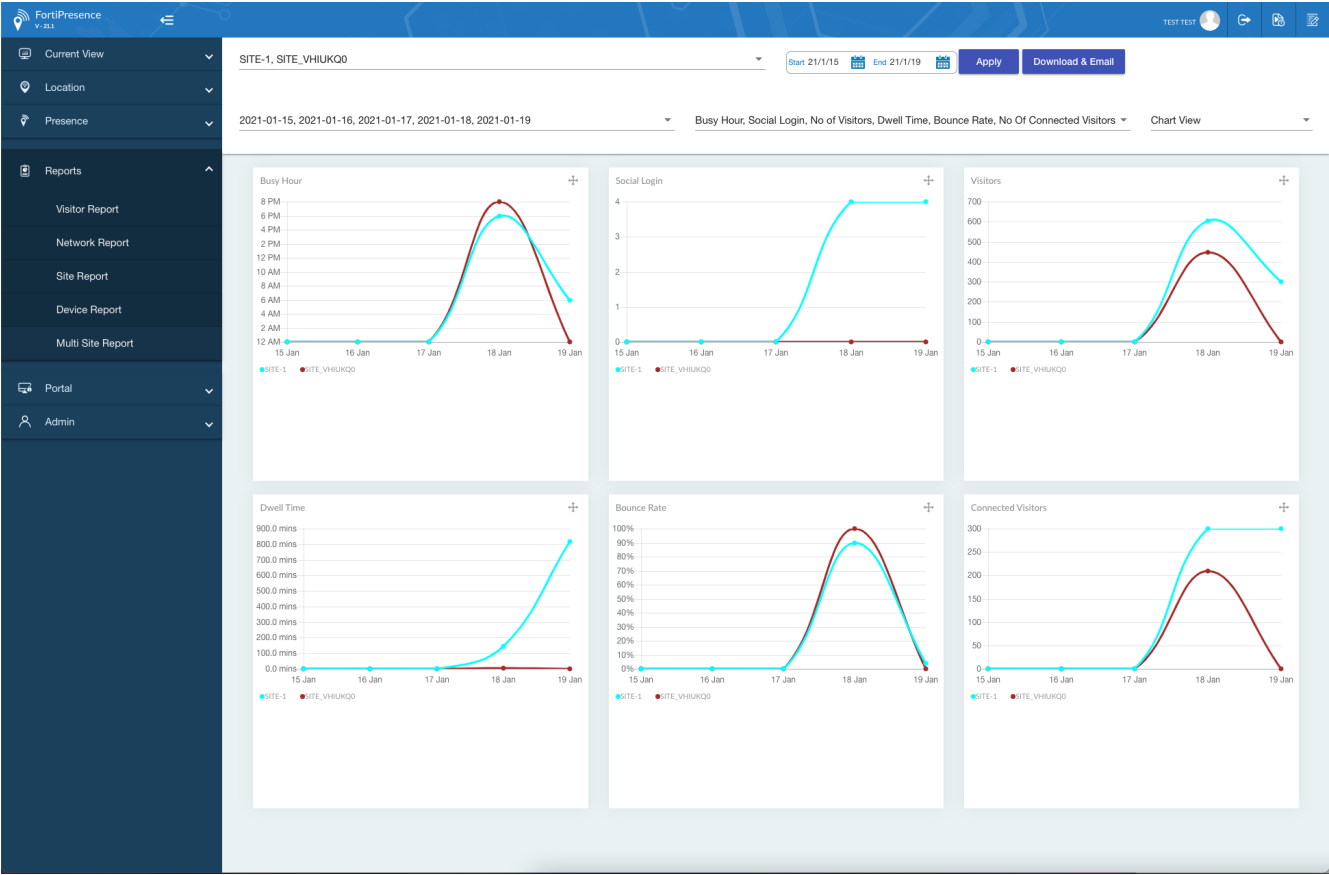 FortiPresence
V - 21.1
TEST TEST
Current View
Location
Presence
Reports
Visitor Report
Network Report
Site Report
Device Report
Multi Site Report
Portal
Admin
SITE-1, SITE_VHIUKQ0
Start 21/1/15 End 21/1/19 Apply Download & Email
2021-01-15, 2021-01-16, 2021-01-17, 2021-01-18, 2021-01-19
Busy Hour, Social Login, No of Visitors, Dwell Time, Bounce Rate, No Of Connected Visitors
Chart View
Busy Hour
8 PM
6 PM
4 PM
2 PM
12 PM
10 AM
8 AM
6 AM
4 AM
2 AM
12 AM
15 Jan 16 Jan 17 Jan 18 Jan 19 Jan
SITE-1 SITE_VHIUKQ0
Social Login
4
3
2
1
0
15 Jan 16 Jan 17 Jan 18 Jan 19 Jan
SITE-1 SITE_VHIUKQ0
Visitors
700
600
500
400
300
200
100
0
15 Jan 16 Jan 17 Jan 18 Jan 19 Jan
SITE-1 SITE_VHIUKQ0
Dwell Time
900.0 mins
800.0 mins
700.0 mins
600.0 mins
500.0 mins
400.0 mins
300.0 mins
200.0 mins
100.0 mins
0.0 mins
15 Jan 16 Jan 17 Jan 18 Jan 19 Jan
SITE-1 SITE_VHIUKQ0
Bounce Rate
100%
90%
80%
70%
60%
50%
40%
30%
20%
10%
0%
15 Jan 16 Jan 17 Jan 18 Jan 19 Jan
SITE-1 SITE_VHIUKQ0
Connected Visitors
300
250
200
150
100
50
0
15 Jan 16 Jan 17 Jan 18 Jan 19 Jan
SITE-1 SITE_VHIUKQ0